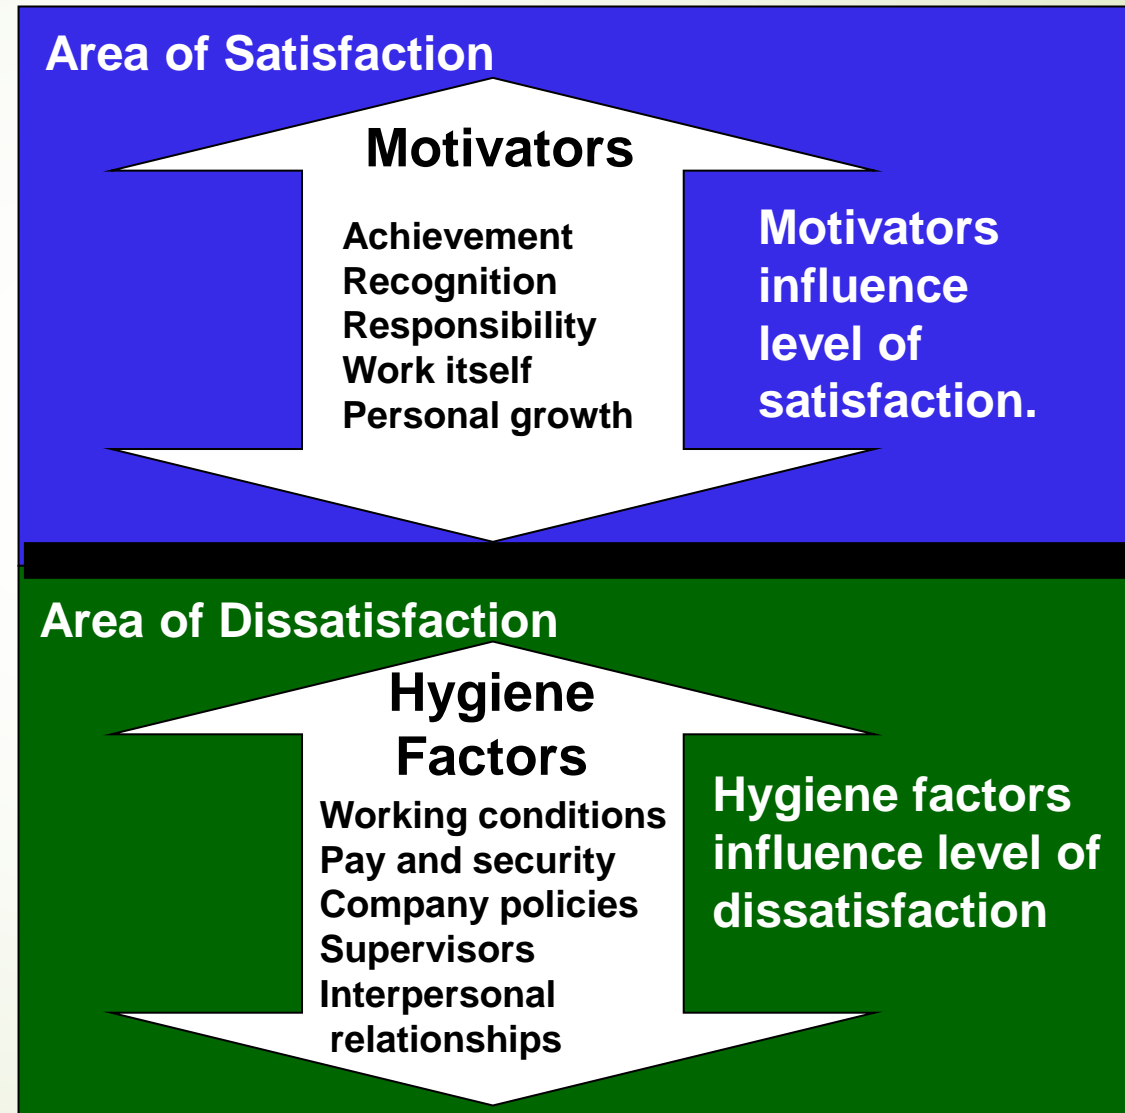 Area of Satisfaction
Motivators
Achievement
Recognition
Responsibility
Work itself
Personal growth
Motivators
influence
level of
satisfaction.
Area of Dissatisfaction
Hygiene
Factors
Working conditions
Pay and security
Company policies
Supervisors
Interpersonal
relationships
Hygiene factors
influence level of
dissatisfaction